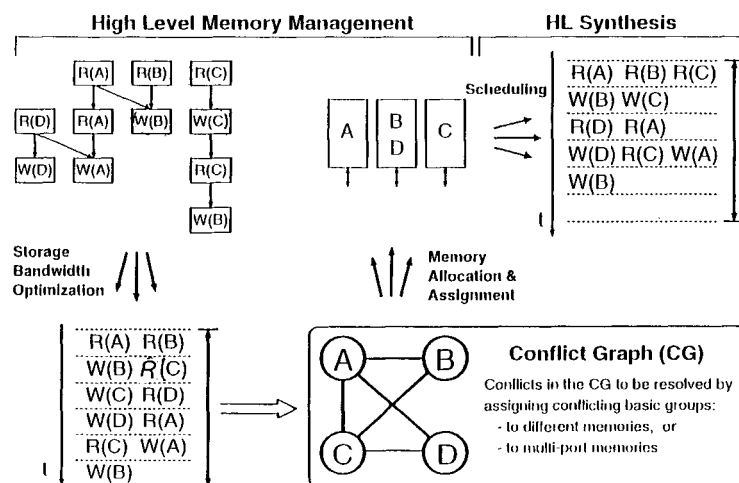 High Level Memory Management
HL Synthesis
R(A) R(B) R(C)
R(D) R(A) W(B) W(C)
W(D) W(A) R(C)
W(B)
A
B
D
C
Scheduling
R(A) R(B) R(C)
W(B) W(C)
R(D) R(A)
W(D) R(C) W(A)
W(B)
t
Storage
Bandwidth
Optimization
Memory
Allocation &
Assignment
R(A) R(B)
W(B) R(C)
W(C) R(D)
W(D) R(A)
R(C) W(A)
W(B)
t
A B
C D
Conflict Graph (CG)
Conflicts in the CG to be resolved by
assigning conflicting basic groups:
- to different memories, or
- to multi-port memories